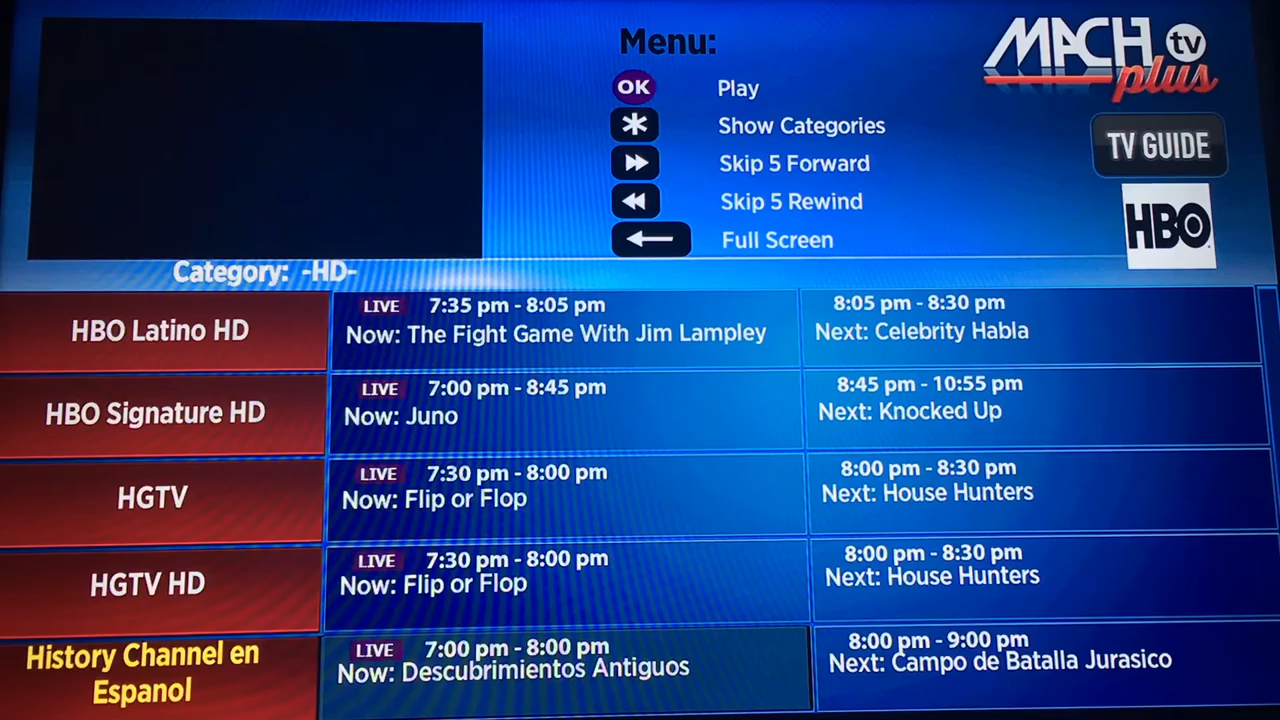 Menu:
MACH tv
plus
OK Play
Show Categories
Skip 5 Forward
Skip 5 Rewind
Full Screen
TV GUIDE
HBO
Category: -HD-
HBO Latino HD
LIVE 7:35 pm - 8:05 pm
Now: The Fight Game With Jim Lampley
8:05 pm - 8:30 pm
Next: Celebrity Habla
HBO Signature HD
LIVE 7:00 pm - 8:45 pm
Now: Juno
8:45 pm - 10:55 pm
Next: Knocked Up
HGTV
LIVE 7:30 pm - 8:00 pm
Now: Flip or Flop
8:00 pm - 8:30 pm
Next: House Hunters
HGTV HD
LIVE 7:30 pm - 8:00 pm
Now: Flip or Flop
8:00 pm - 8:30 pm
Next: House Hunters
History Channel en
Espanol
LIVE 7:00 pm - 8:00 pm
Now: Descubrimientos Antiguos
8:00 pm - 9:00 pm
Next: Campo de Batalla Jurasico